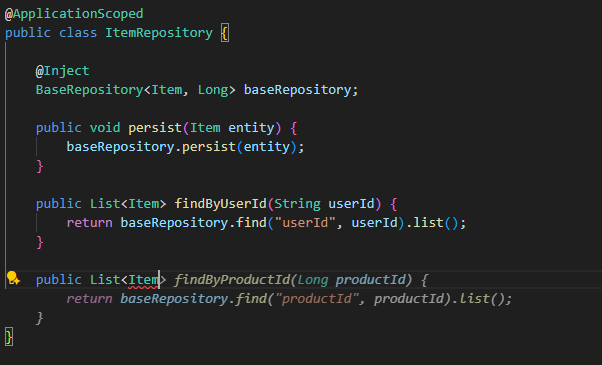 @ApplicationScoped
public class ItemRepository {
@Inject
BaseRepository<Item, Long> baseRepository;
public void persist(Item entity) {
baseRepository.persist(entity);
}
public List<Item> findByUserId(String userId) {
return baseRepository.find("userId", userId).list();
}
public List<Item> findByProductId(Long productId) {
return baseRepository.find("productId", productId).list();
}
}